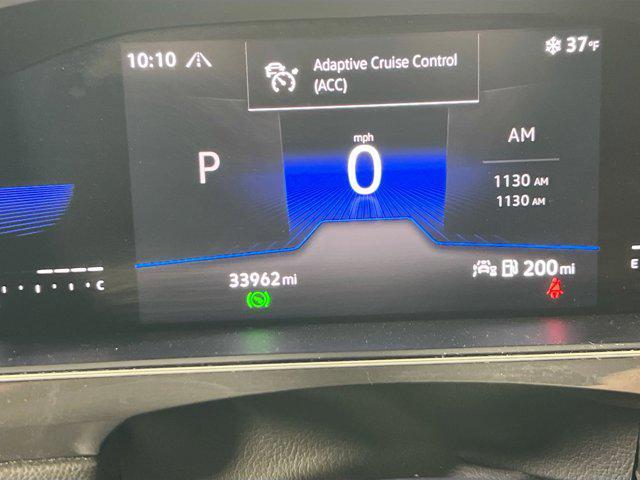 10:10
Adaptive Cruise Control
(ACC)
37°F
P
mph
0
AM
1130 AM
1130 AM
33962 mi
200 mi
C
E